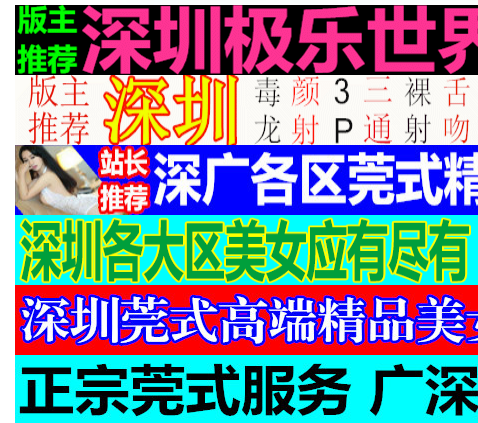 版主
推荐
深圳极乐世界
版主
推荐
深圳
毒颜3三裸舌
龙射P通射吻
站长
推荐
深广各区莞式精
深圳各大区美女应有尽有
深圳莞式高端精品美女
正宗莞式服务 广深